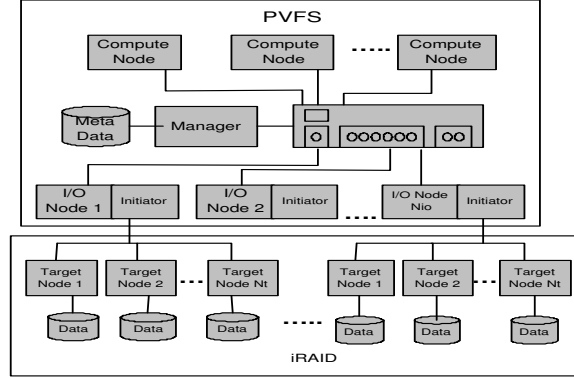 PVFS
Compute Node
Compute Node
Compute Node
Meta Data
Manager
I/O Node 1
Initiator
I/O Node 2
Initiator
I/O Node Nio
Initiator
Target Node 1
Target Node 2
Target Node Nt
Target Node 1
Target Node 2
Target Node Nt
Data
Data
Data
Data
Data
Data
iRAID